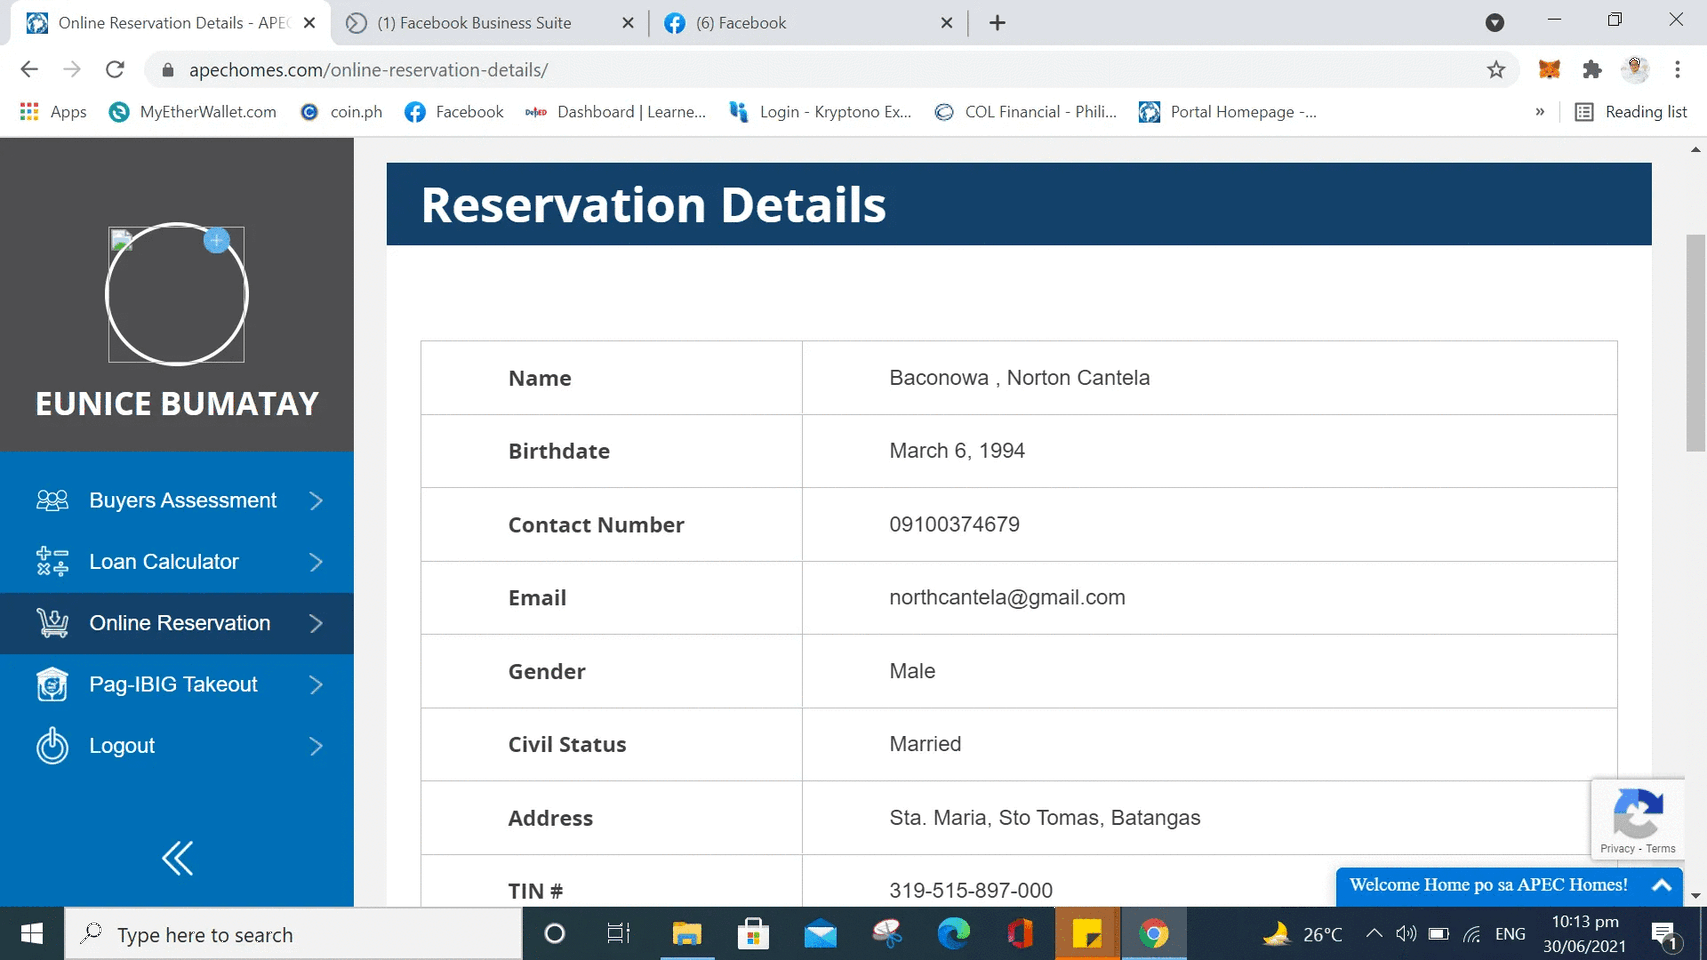 Online Reservation Details - APEC
(1) Facebook Business Suite
(6) Facebook
apechomes.com/online-reservation-details/
Apps
MyEtherWallet.com
coin.ph
Facebook
DepED
Dashboard | Learne...
Login - Kryptono Ex...
COL Financial - Phili...
Portal Homepage -...
»
Reading list
Reservation Details
EUNICE BUMATAY
Buyers Assessment
Loan Calculator
Online Reservation
Pag-IBIG Takeout
Logout
Name Baconowa , Norton Cantela
Birthdate March 6, 1994
Contact Number 09100374679
Email northcantela@gmail.com
Gender Male
Civil Status Married
Address Sta. Maria, Sto Tomas, Batangas
TIN # 319-515-897-000
Privacy - Terms
Welcome Home po sa APEC Homes!
Type here to search
26°C
ENG
10:13 pm
30/06/2021
1